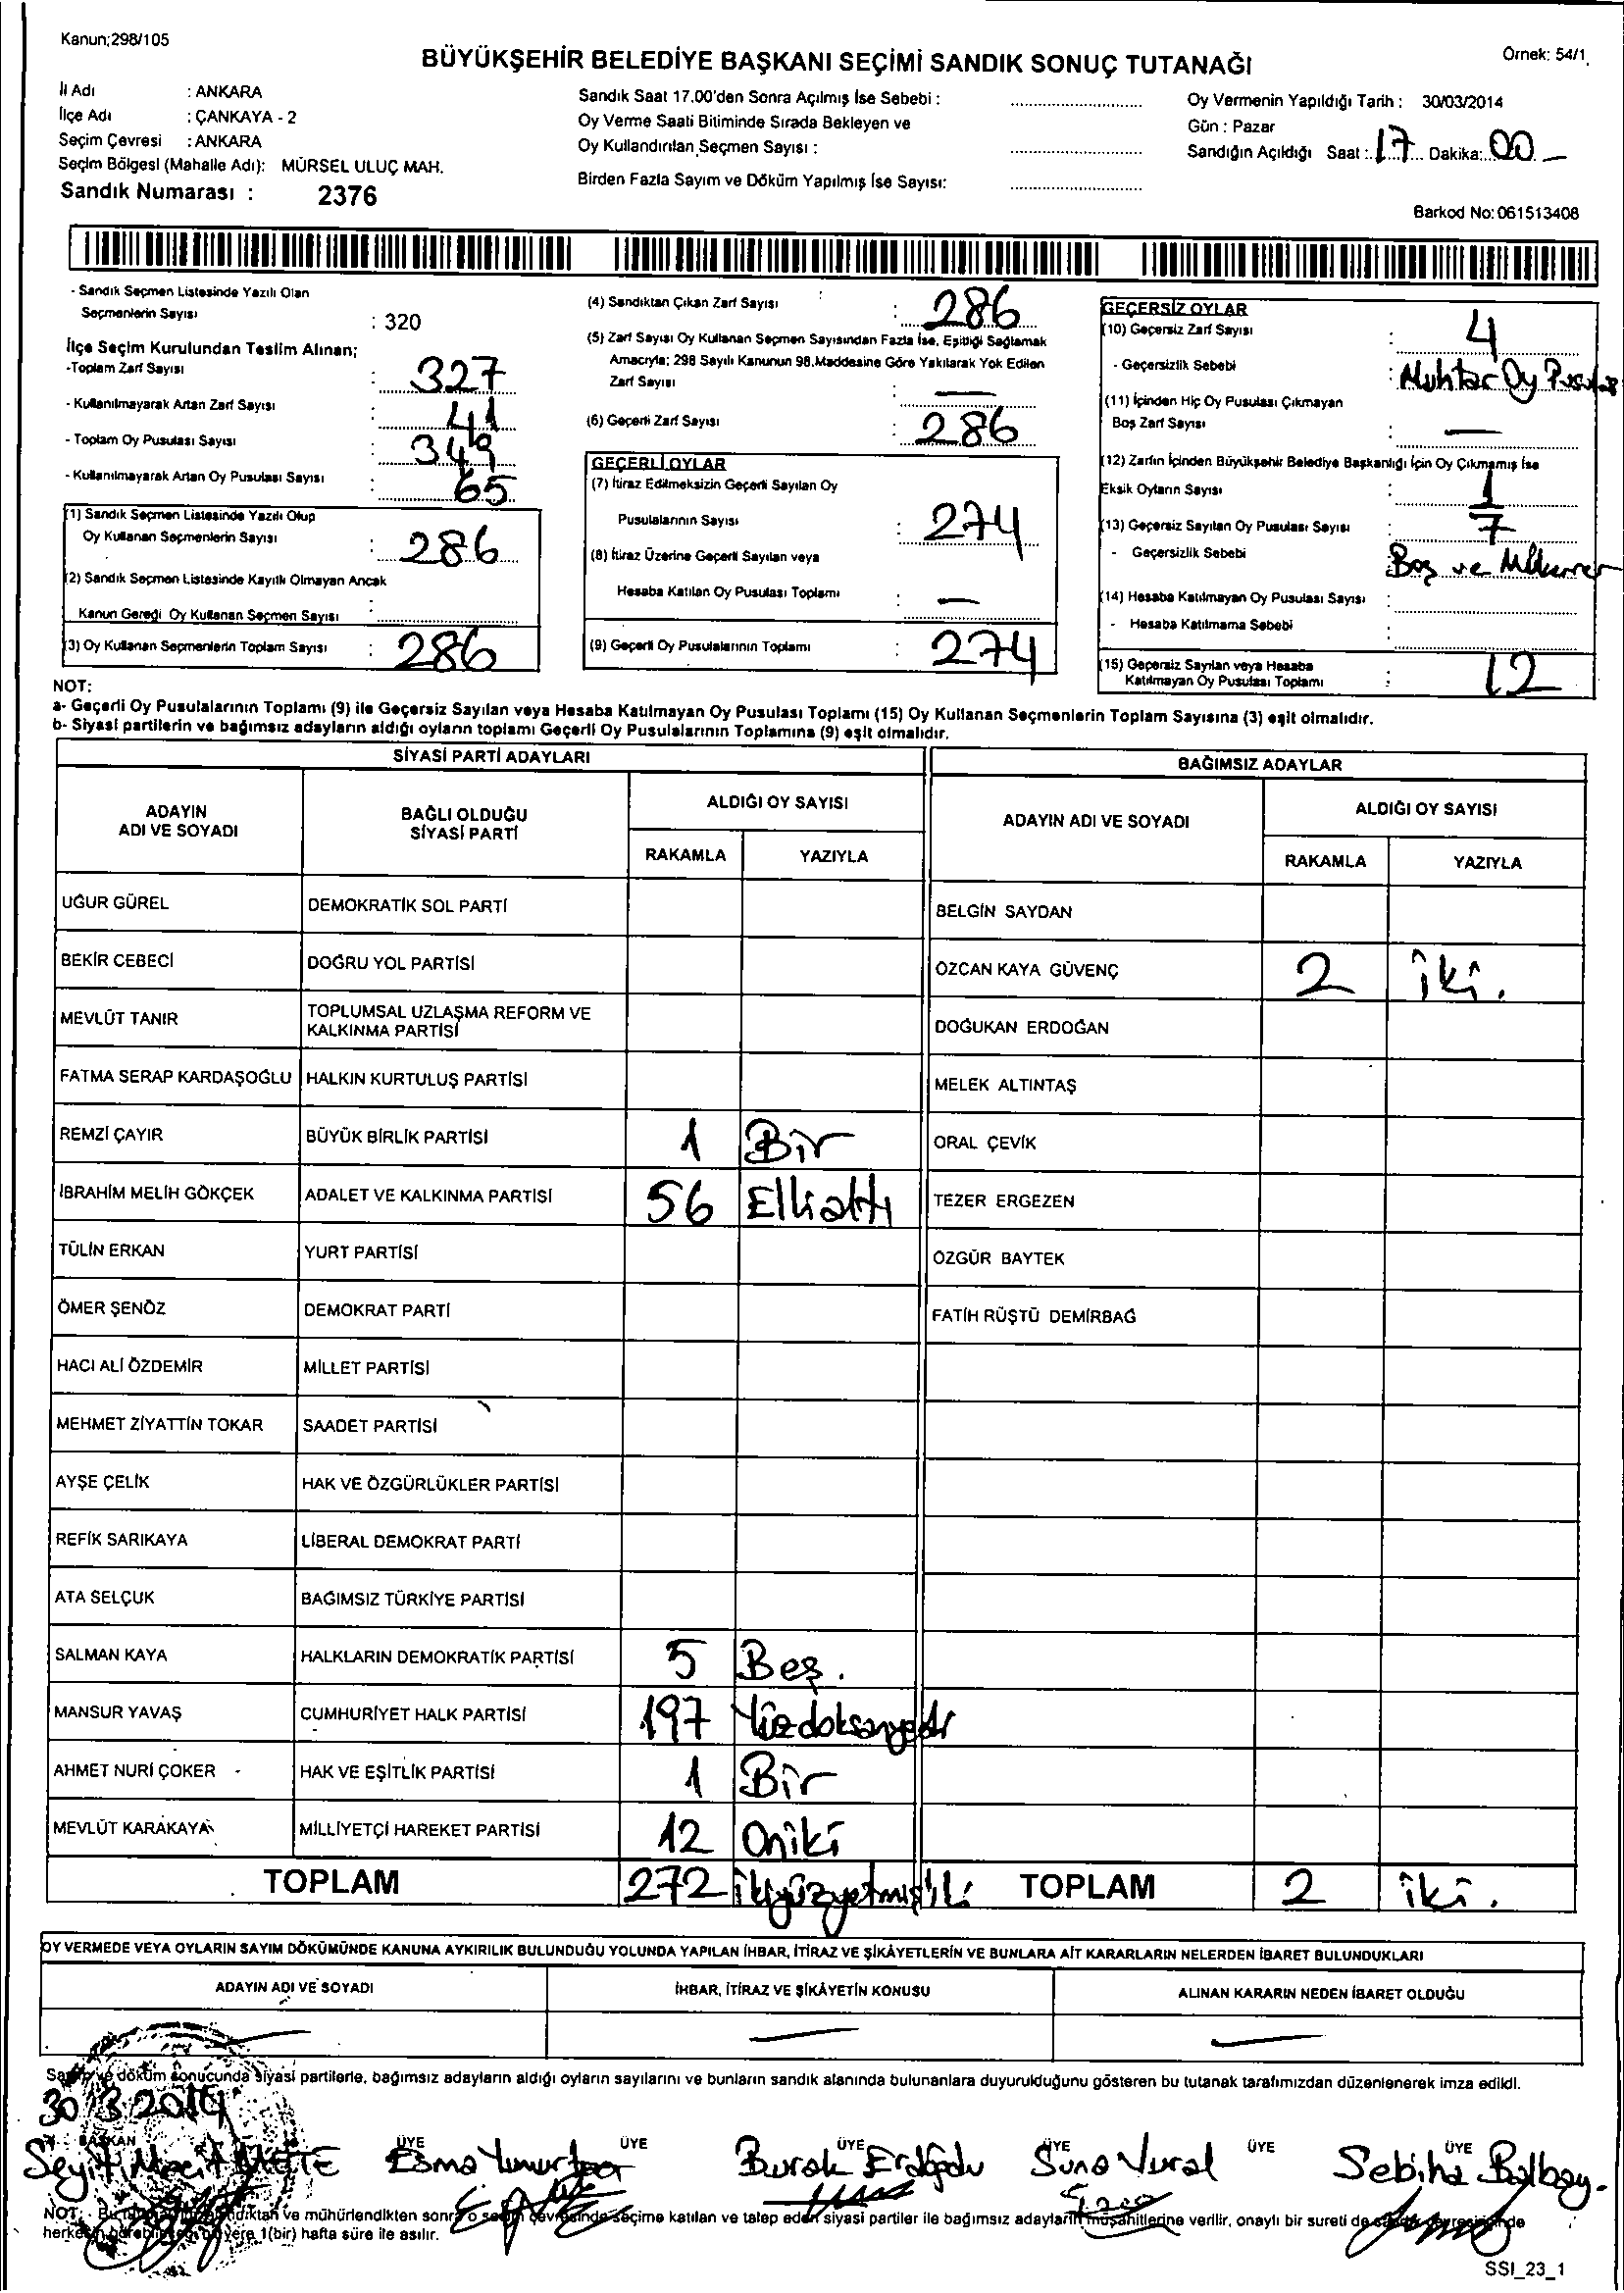 Kanun;298/105
Örnek: 54/1
BÜYÜKŞEHİR BELEDİYE BAŞKANI SEÇİMİ SANDIK SONUÇ TUTANAĞI
İl Adı : ANKARA
İlçe Adı : ÇANKAYA - 2
Seçim Çevresi : ANKARA
Seçim Bölgesi (Mahalle Adı): MÜRSEL ULUÇ MAH.
Sandık Numarası : 2376
Sandık Saat 17.00'den Sonra Açılmış İse Sebebi :
Oy Verme Saati Bitiminde Sırada Bekleyen ve
Oy Kullandırılan Seçmen Sayısı :
Birden Fazla Sayım ve Döküm Yapılmış İse Sayısı:
Oy Vermenin Yapıldığı Tarih : 30/03/2014
Gün : Pazar
Sandığın Açıldığı Saat : 17 Dakika: 00
Barkod No: 061513408
- Sandık Seçmen Listesinde Yazılı Olan
Seçmenlerin Sayısı : 320
İlçe Seçim Kurulundan Teslim Alınan;
-Toplam Zarf Sayısı : 327
- Kullanılmayarak Artan Zarf Sayısı : 41
- Toplam Oy Pusulası Sayısı : 349
- Kullanılmayarak Artan Oy Pusulası Sayısı : 65
(1) Sandık Seçmen Listesinde Yazılı Olup
Oy Kullanan Seçmenlerin Sayısı : 286
(2) Sandık Seçmen Listesinde Kayıtlı Olmayan Ancak
Kanun Gereği Oy Kullanan Seçmen Sayısı :
(3) Oy Kullanan Seçmenlerin Toplam Sayısı : 286
(4) Sandıktan Çıkan Zarf Sayısı : 286
(5) Zarf Sayısı Oy Kullanan Seçmen Sayısından Fazla İse, Eşitliği Sağlamak
Amacıyla; 298 Sayılı Kanunun 98.Maddesine Göre Yakılarak Yok Edilen
Zarf Sayısı : —
(6) Geçerli Zarf Sayısı : 286
GEÇERLİ OYLAR
(7) İtiraz Edilmeksizin Geçerli Sayılan Oy
Pusulalarının Sayısı : 274
(8) İtiraz Üzerine Geçerli Sayılan veya
Hesaba Katılan Oy Pusulası Toplamı : —
(9) Geçerli Oy Pusulalarının Toplamı : 274
GEÇERSİZ OYLAR
(10) Geçersiz Zarf Sayısı : 4
- Geçersizlik Sebebi : Muhtar Oy
(11) İçinden Hiç Oy Pusulası Çıkmayan
Boş Zarf Sayısı : —
(12) Zarfın İçinden Büyükşehir Belediye Başkanlığı İçin Oy Çıkmamış İse
Eksik Oyların Sayısı : 1
(13) Geçersiz Sayılan Oy Pusulası Sayısı : 7
- Geçersizlik Sebebi Boş ve
(14) Hesaba Katılmayan Oy Pusulası Sayısı :
- Hesaba Katılmama Sebebi :
(15) Geçersiz Sayılan veya Hesaba
Katılmayan Oy Pusulası Toplamı : 12
NOT:
a- Geçerli Oy Pusulalarının Toplamı (9) ile Geçersiz Sayılan veya Hesaba Katılmayan Oy Pusulası Toplamı (15) Oy Kullanan Seçmenlerin Toplam Sayısına (3) eşit olmalıdır.
b- Siyasi partilerin ve bağımsız adayların aldığı oyların toplamı Geçerli Oy Pusulalarının Toplamına (9) eşit olmalıdır.
SİYASİ PARTİ ADAYLARI
ADAYIN ADI VE SOYADI BAĞLI OLDUĞU SİYASİ PARTİ ALDIĞI OY SAYISI
RAKAMLA YAZIYLA
UĞUR GÜREL DEMOKRATİK SOL PARTİ
BEKİR CEBECİ DOĞRU YOL PARTİSİ
MEVLÜT TANIR TOPLUMSAL UZLAŞMA REFORM VE KALKINMA PARTİSİ
FATMA SERAP KARDAŞOĞLU HALKIN KURTULUŞ PARTİSİ
REMZİ ÇAYIR BÜYÜK BİRLİK PARTİSİ 1 Bir
İBRAHİM MELİH GÖKÇEK ADALET VE KALKINMA PARTİSİ 56 Elli altı
TÜLİN ERKAN YURT PARTİSİ
ÖMER ŞENÖZ DEMOKRAT PARTİ
HACI ALİ ÖZDEMİR MİLLET PARTİSİ
MEHMET ZİYATTİN TOKAR SAADET PARTİSİ
AYŞE ÇELİK HAK VE ÖZGÜRLÜKLER PARTİSİ
REFİK SARIKAYA LİBERAL DEMOKRAT PARTİ
ATA SELÇUK BAĞIMSIZ TÜRKİYE PARTİSİ
SALMAN KAYA HALKLARIN DEMOKRATİK PARTİSİ 5 Beş.
MANSUR YAVAŞ CUMHURİYET HALK PARTİSİ 197 Yüzdoksanyedi
AHMET NURİ ÇOKER HAK VE EŞİTLİK PARTİSİ 1 Bir
MEVLÜT KARAKAYA MİLLİYETÇİ HAREKET PARTİSİ 12 Oniki
TOPLAM 272 ikiyüzyetmişiki
BAĞIMSIZ ADAYLAR
ADAYIN ADI VE SOYADI ALDIĞI OY SAYISI
RAKAMLA YAZIYLA
BELGİN SAYDAN
ÖZCAN KAYA GÜVENÇ 2 iki.
DOĞUKAN ERDOĞAN
MELEK ALTINTAŞ
ORAL ÇEVİK
TEZER ERGEZEN
ÖZGÜR BAYTEK
FATİH RÜŞTÜ DEMİRBAĞ
TOPLAM 2 iki.
OY VERMEDE VEYA OYLARIN SAYIM DÖKÜMÜNDE KANUNA AYKIRILIK BULUNDUĞU YOLUNDA YAPILAN İHBAR, İTİRAZ VE ŞİKÂYETLERİN VE BUNLARA AİT KARARLARIN NELERDEN İBARET BULUNDUKLARI
ADAYIN ADI VE SOYADI İHBAR, İTİRAZ VE ŞİKÂYETİN KONUSU ALINAN KARARIN NEDEN İBARET OLDUĞU
— — —
Sayım ve döküm sonucunda siyasi partilerle, bağımsız adayların aldığı oyların sayılarını ve bunların sandık alanında bulunanlara duyurulduğunu gösteren bu tutanak tarafımızdan düzenlenerek imza edildi.
30/3/2014
BAŞKAN ÜYE ÜYE ÜYE ÜYE ÜYE ÜYE
Seyit METE Esma Burak Erdoğdu Suna Vural Sebiha Balbay.
NOT: ve mühürlendikten sonra o seçim çevresinde seçime katılan ve talep eden siyasi partiler ile bağımsız adayların müşahitlerine verilir, onaylı bir sureti de
herkesin yere 1(bir) hafta süre ile asılır.
SSI_23_1